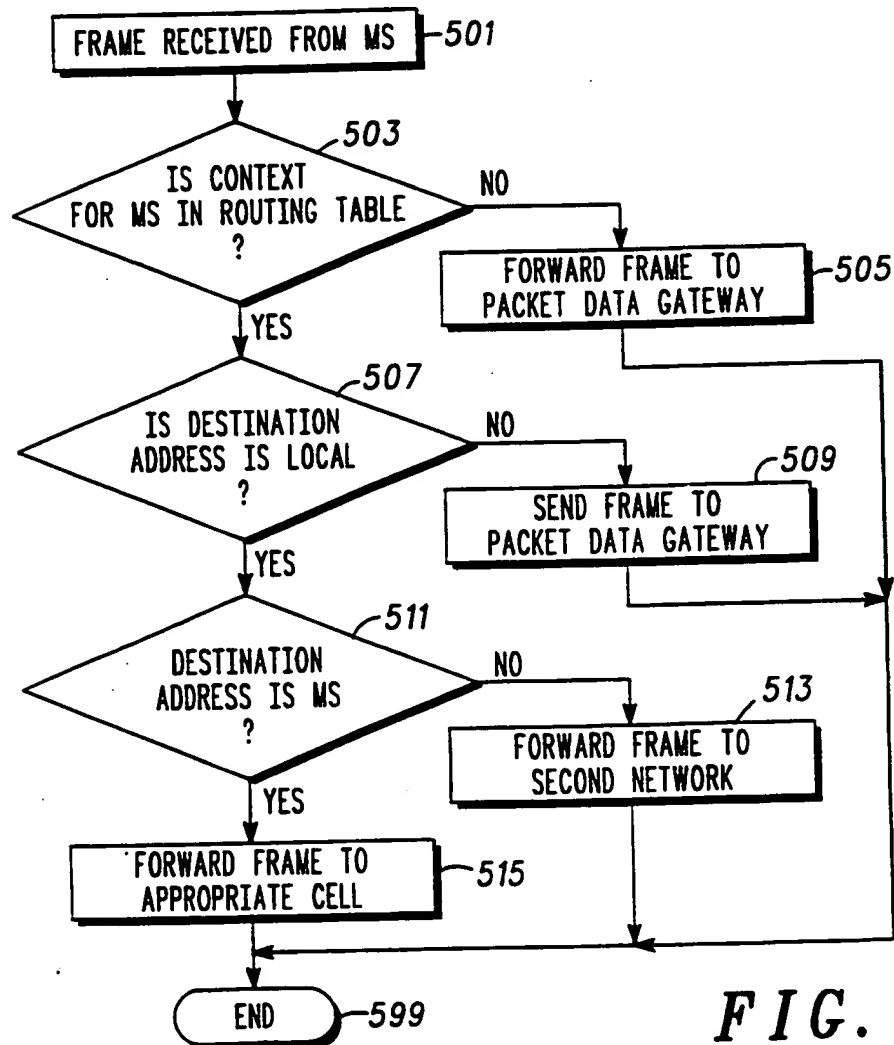 FRAME RECEIVED FROM MS
501
503
IS CONTEXT
FOR MS IN ROUTING TABLE
?
NO
FORWARD FRAME TO
PACKET DATA GATEWAY
505
YES
507
IS DESTINATION
ADDRESS IS LOCAL
?
NO
509
SEND FRAME TO
PACKET DATA GATEWAY
YES
511
DESTINATION
ADDRESS IS MS
?
NO
513
FORWARD FRAME TO
SECOND NETWORK
YES
FORWARD FRAME TO
APPROPRIATE CELL
515
END
599
FIG.